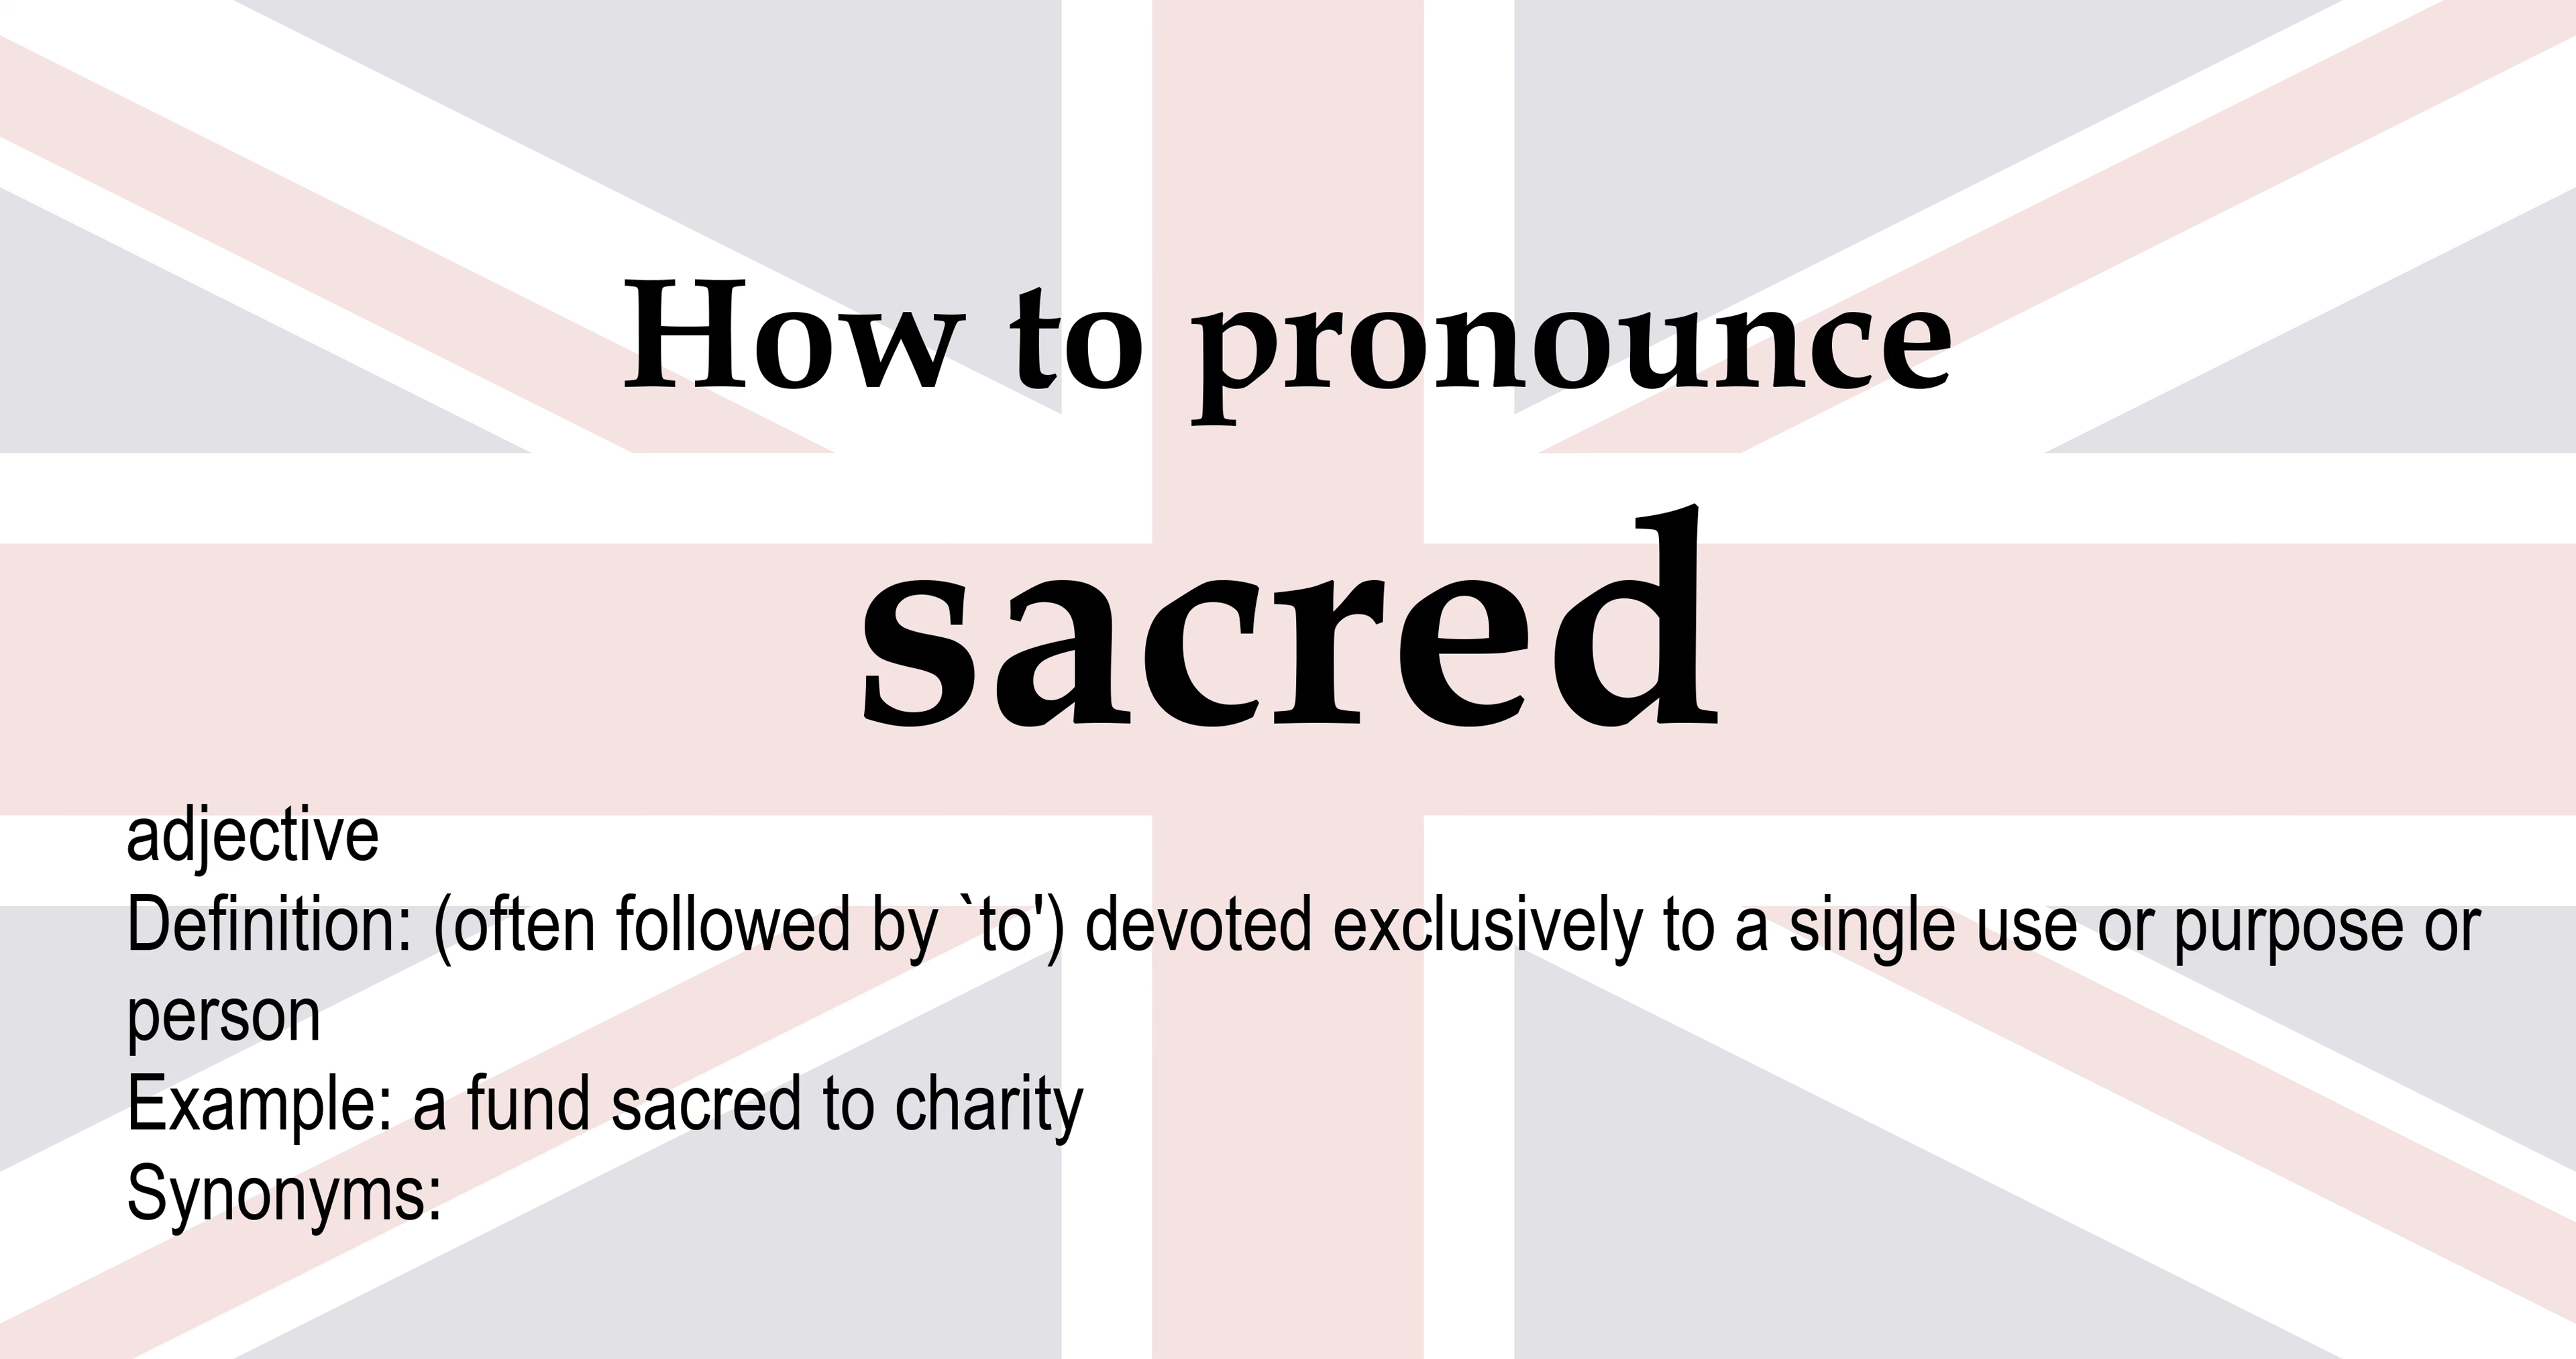 How to pronounce
sacred
adjective
Definition: (often followed by `to') devoted exclusively to a single use or purpose or
person
Example: a fund sacred to charity
Synonyms: